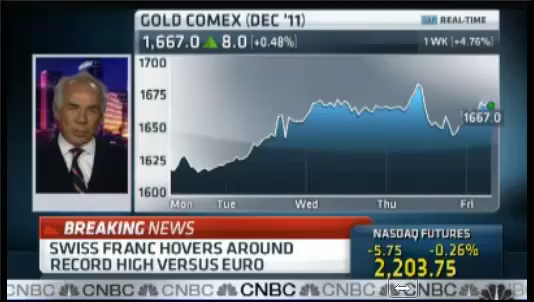 GOLD COMEX (DEC '11)
REAL-TIME
1,667.0 8.0 [+0.48%]
1 WK [+4.76%]
1700
1675
1650
1625
1600
1667.0
Mon Tue Wed Thu Fri
BREAKING NEWS
SWISS FRANC HOVERS AROUND
RECORD HIGH VERSUS EURO
NASDAQ FUTURES
-5.75 -0.26%
2,203.75
CNBC CNBC CNBC CNBC CNBC CNBC CNBC